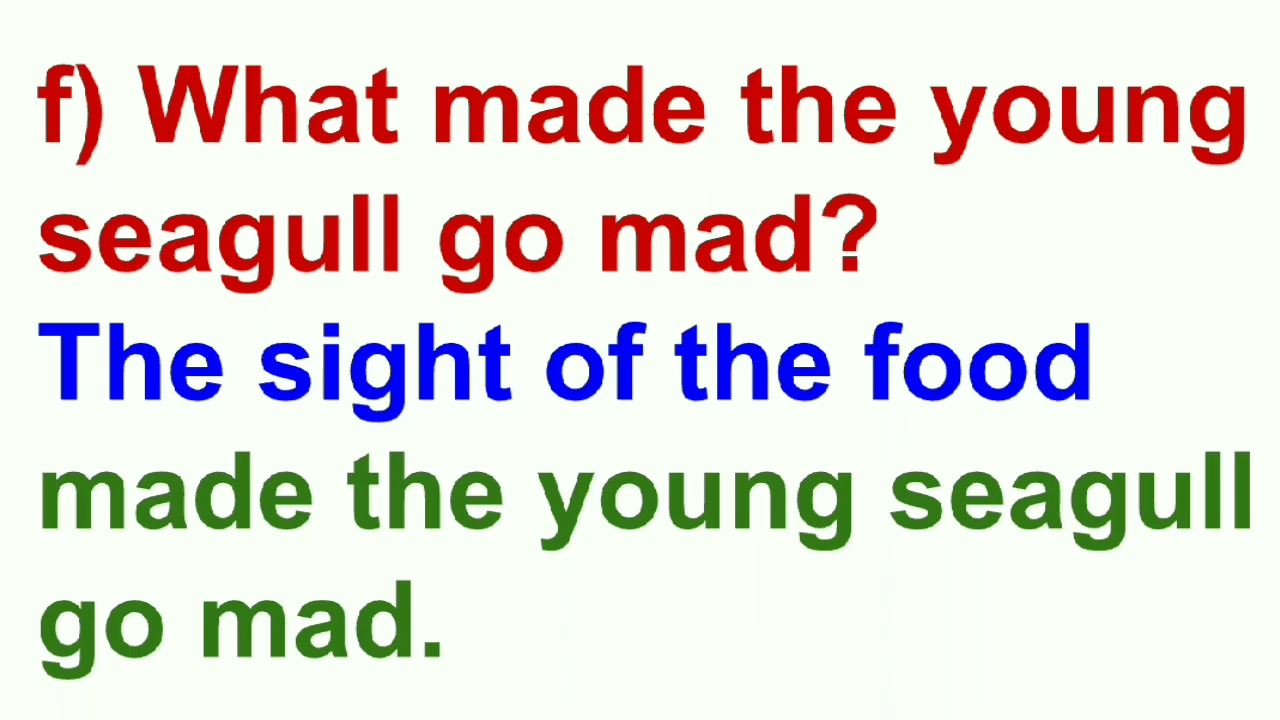 f) What made the young
seagull go mad?
The sight of the food
made the young seagull
go mad.